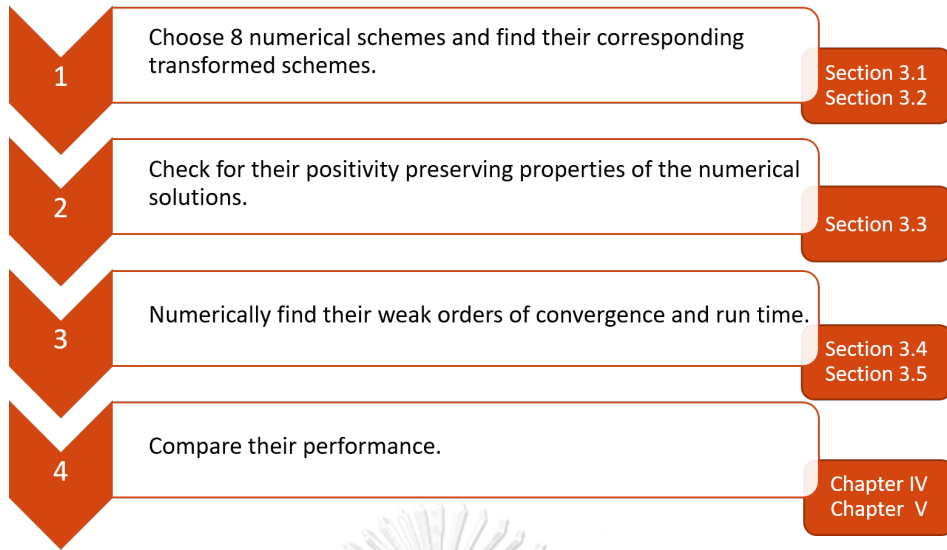 1
Choose 8 numerical schemes and find their corresponding
transformed schemes.
Section 3.1
Section 3.2
2
Check for their positivity preserving properties of the numerical
solutions.
Section 3.3
3
Numerically find their weak orders of convergence and run time.
Section 3.4
Section 3.5
4
Compare their performance.
Chapter IV
Chapter V